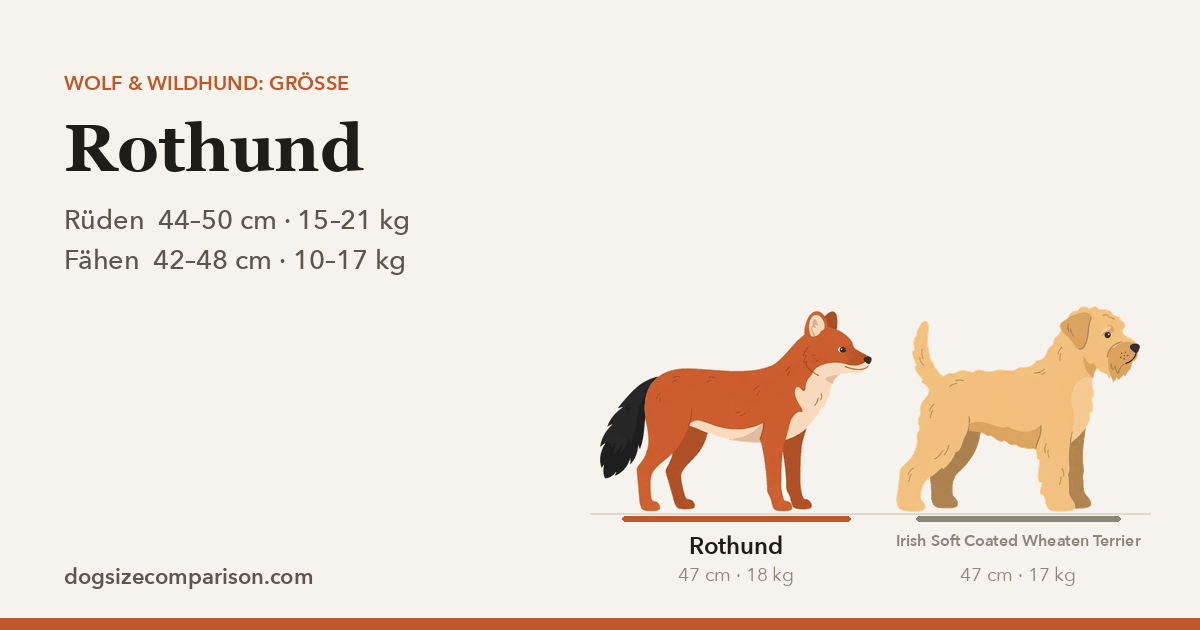 WOLF & WILDHUND: GRÖSSE
Rothund
Rüden 44–50 cm · 15–21 kg
Fähen 42–48 cm · 10–17 kg
Rothund
47 cm · 18 kg
Irish Soft Coated Wheaten Terrier
47 cm · 17 kg
dogsizecomparison.com